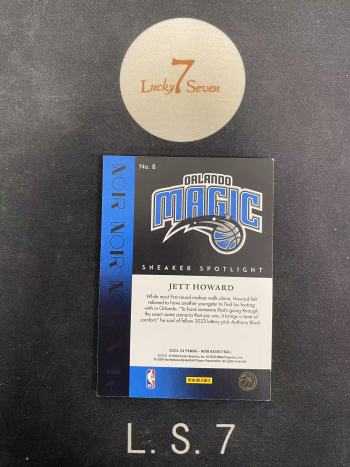 Lucky 7 Seven
No. 8
NOIR NOIR NOIR
ORLANDO
MAGIC
SNEAKER SPOTLIGHT
JETT HOWARD
While most first-round rookies walk alone, Howard felt
relieved to have another youngster to find his footing
with in Orlando. "To have someone that's going through
the exact same scenario that you are, it brings a level of
comfort," he said of fellow 2023 lottery pick Anthony Black.
2023-24 PANINI - NOIR BASKETBALL
PANINI
L. S. 7